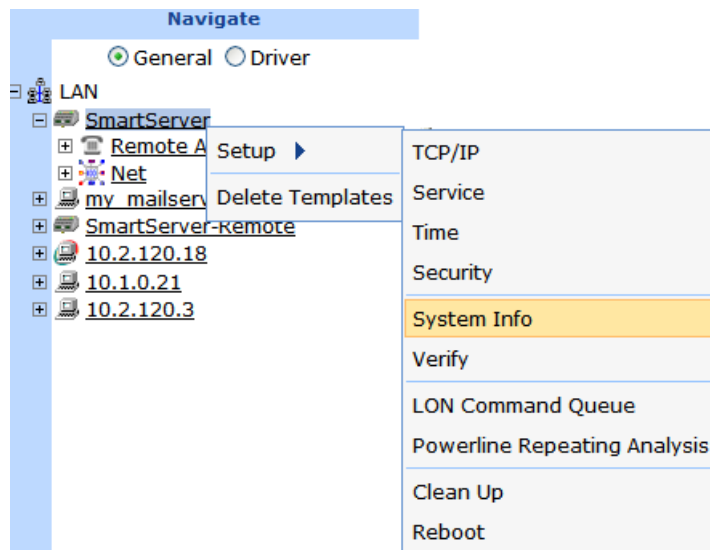 Navigate
General Driver
LAN
SmartServer
Remote A
Net
my_mailserv
SmartServer-Remote
10.2.120.18
10.1.0.21
10.2.120.3
Setup
Delete Templates
TCP/IP
Service
Time
Security
System Info
Verify
LON Command Queue
Powerline Repeating Analysis
Clean Up
Reboot